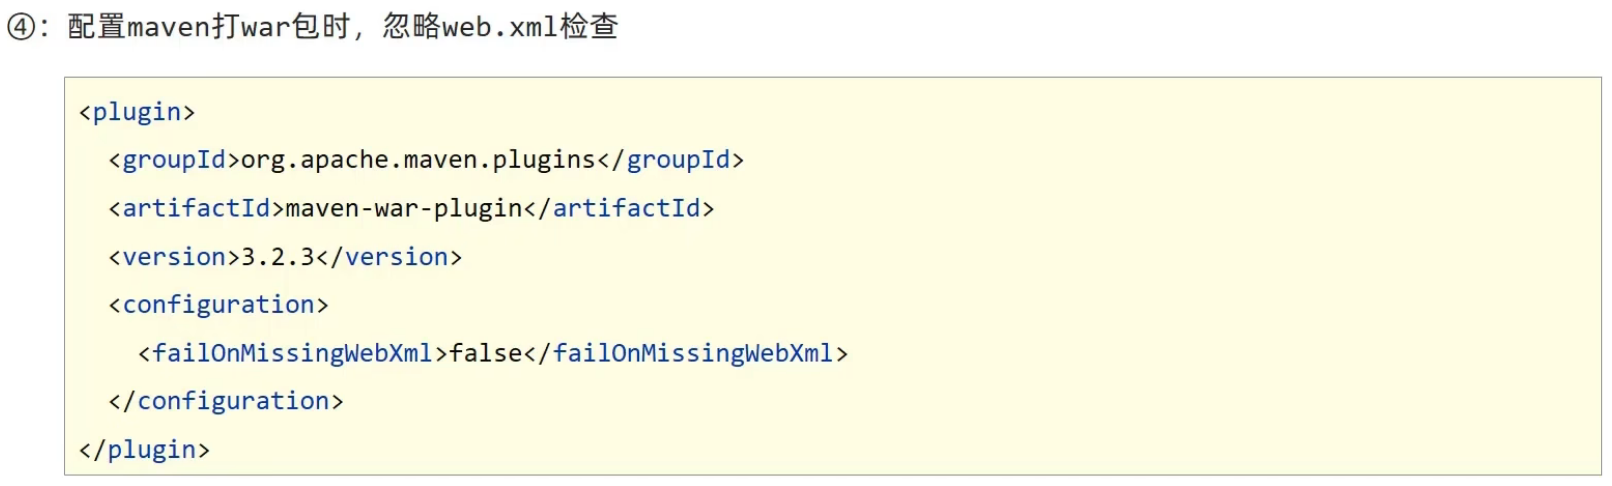 ④：配置maven打war包时，忽略web.xml检查
<plugin>
  <groupId>org.apache.maven.plugins</groupId>
  <artifactId>maven-war-plugin</artifactId>
  <version>3.2.3</version>
  <configuration>
    <failOnMissingWebXml>false</failOnMissingWebXml>
  </configuration>
</plugin>